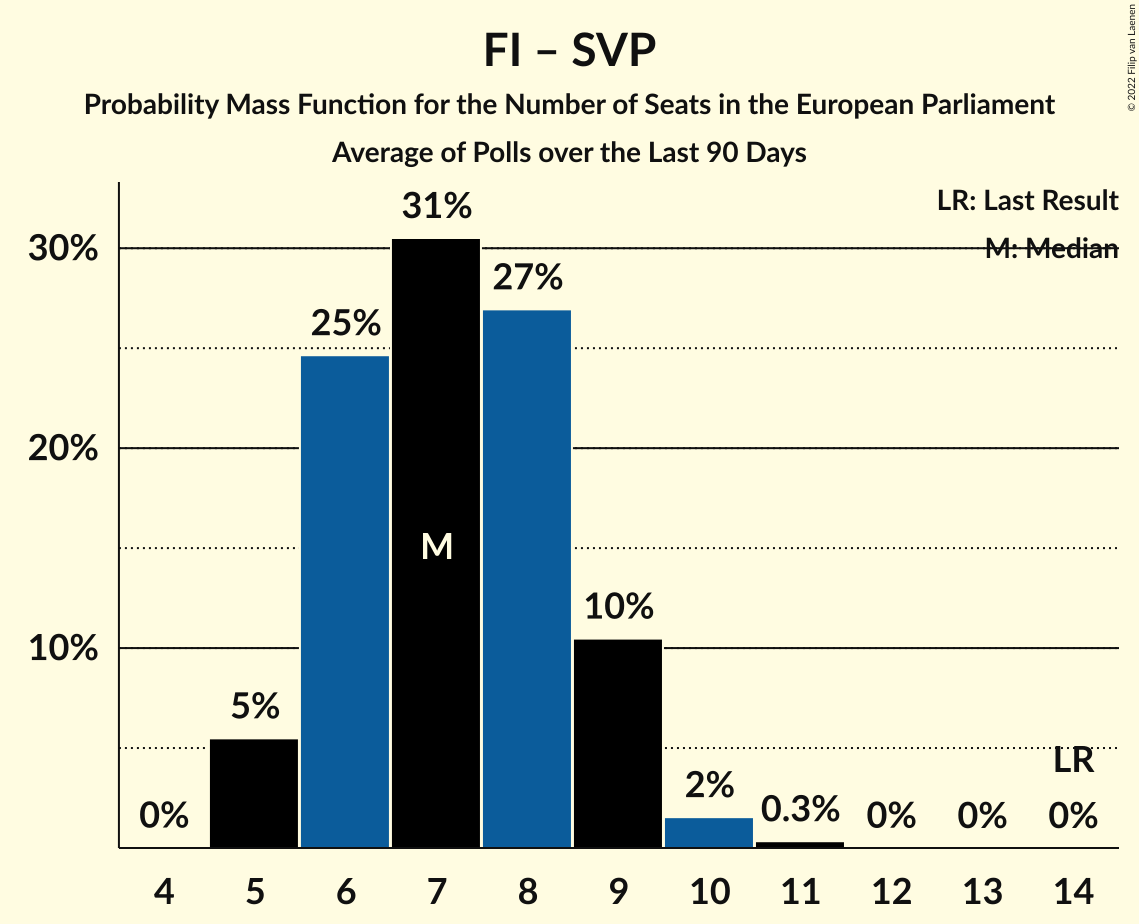 FI – SVP
Probability Mass Function for the Number of Seats in the European Parliament
Average of Polls over the Last 90 Days
© 2022 Filip van Laenen
LR: Last Result
M: Median
31%
30%
27%
25%
20%
M
10%
10%
5%
LR
2%
0.3%
0%
0%
0%
0%
4 5 6 7 8 9 10 11 12 13 14